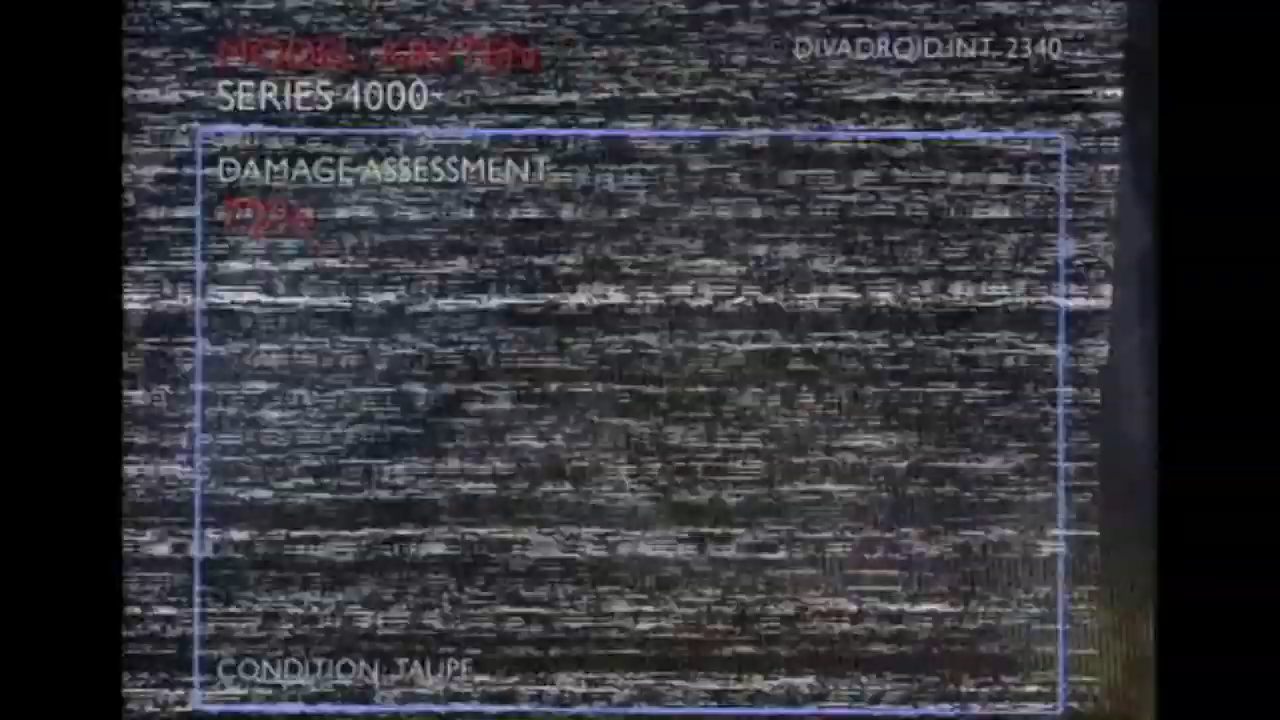 DIVADROID.INT. 2340
SERIES 4000
DAMAGE ASSESSMENT
CONDITION TAUPE